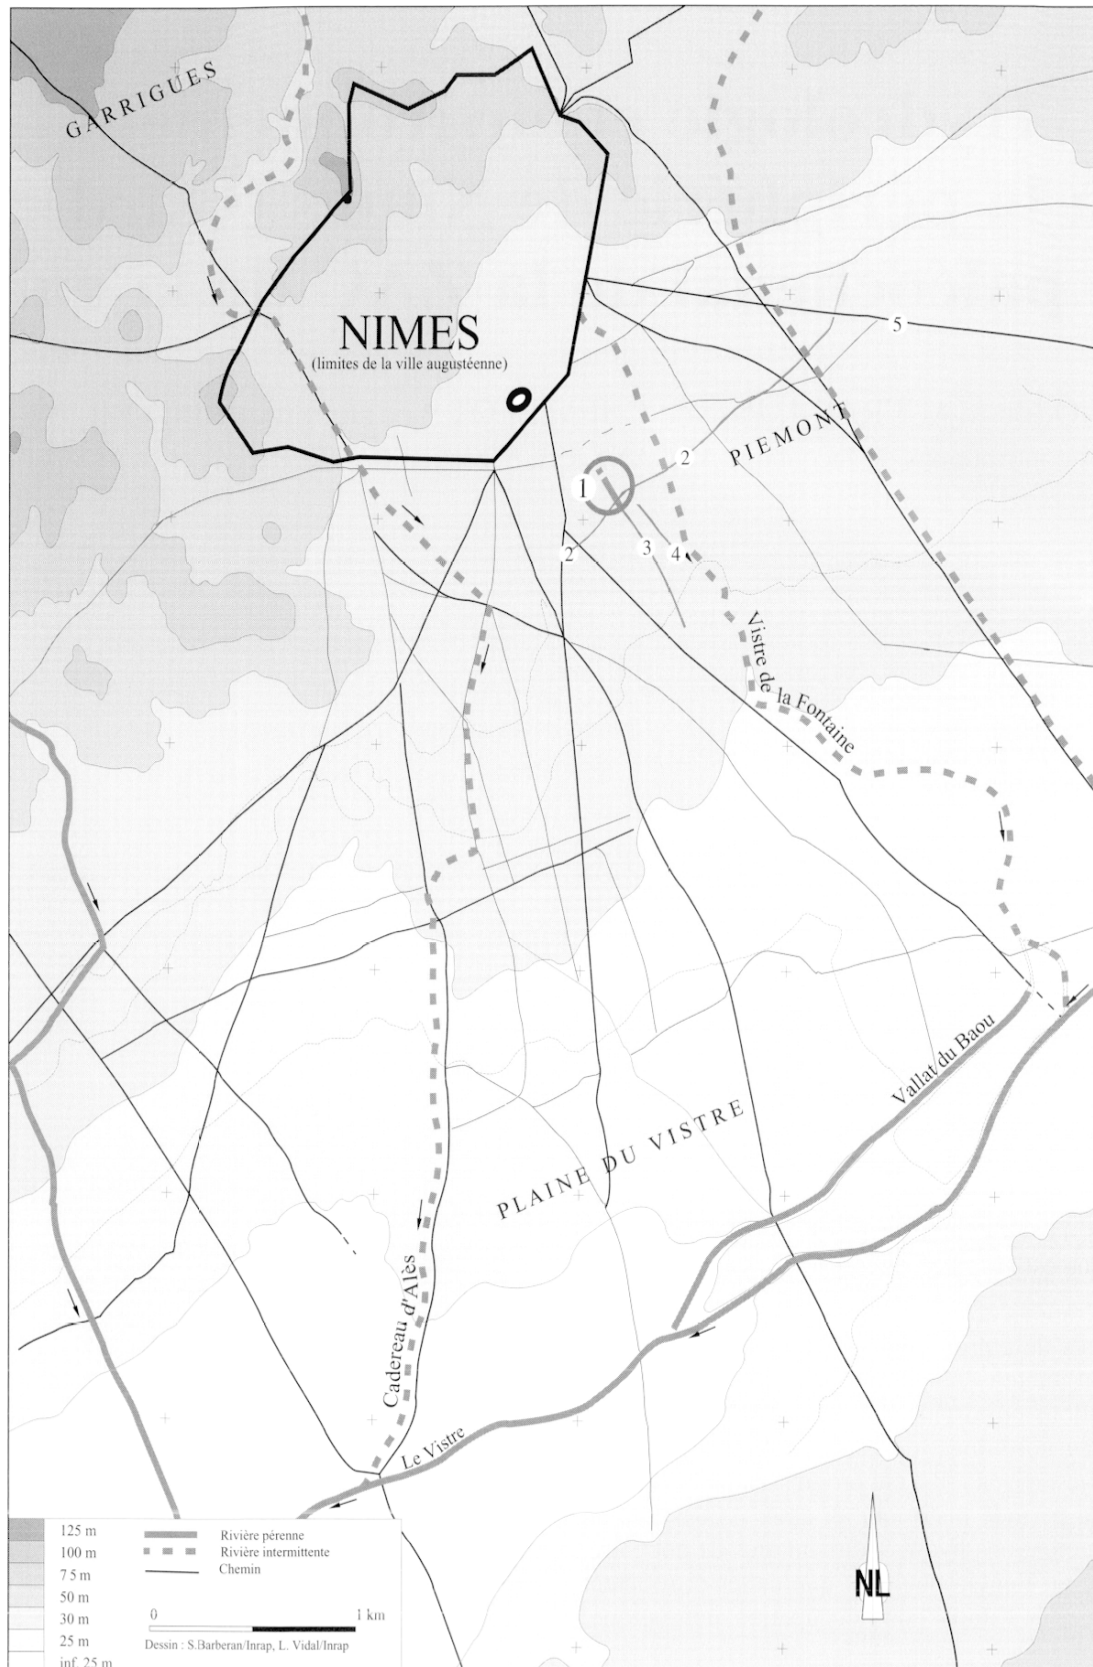 GARRIGUES
NIMES
(limites de la ville augustéenne)
5
PIEMONT
2
1
2
3
4
Vistre de la Fontaine
Vallat du Baou
PLAINE DU VISTRE
Cadereau d'Alès
Le Vistre
NL
125 m
100 m
75 m
50 m
30 m
25 m
inf. 25 m
Rivière pérenne
Rivière intermittente
Chemin
0 1 km
Dessin : S.Barberan/Inrap, L. Vidal/Inrap